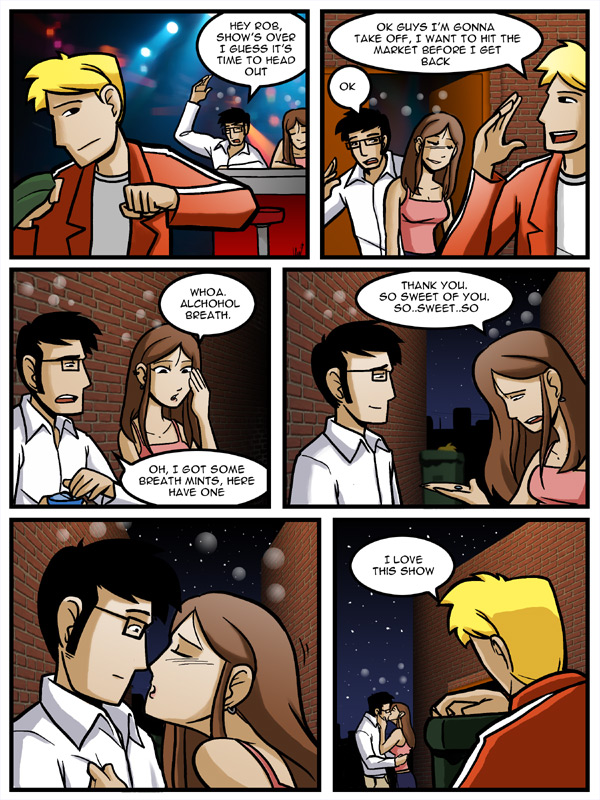 HEY ROB,
SHOW'S OVER
I GUESS IT'S
TIME TO HEAD
OUT
OK GUYS I'M GONNA
TAKE OFF, I WANT TO HIT THE
MARKET BEFORE I GET
BACK
OK
WHOA.
ALCHOHOL
BREATH.
OH, I GOT SOME
BREATH MINTS, HERE
HAVE ONE
THANK YOU.
SO SWEET OF YOU.
SO..SWEET..SO
I LOVE
THIS SHOW